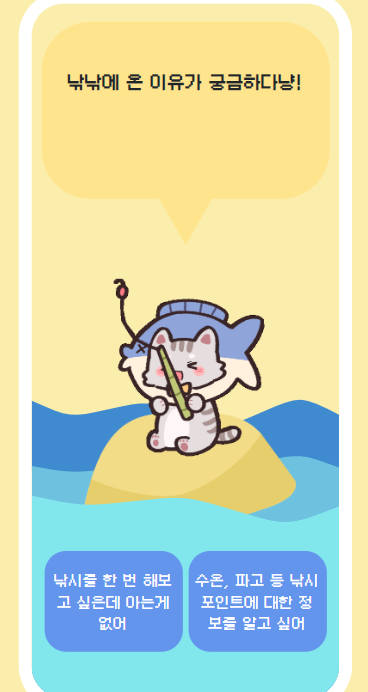 낚낚에 온 이유가 궁금하다냥!
낚시를 한 번 해보
고 싶은데 아는게
없어
수온, 파고 등 낚시
포인트에 대한 정
보를 알고 싶어